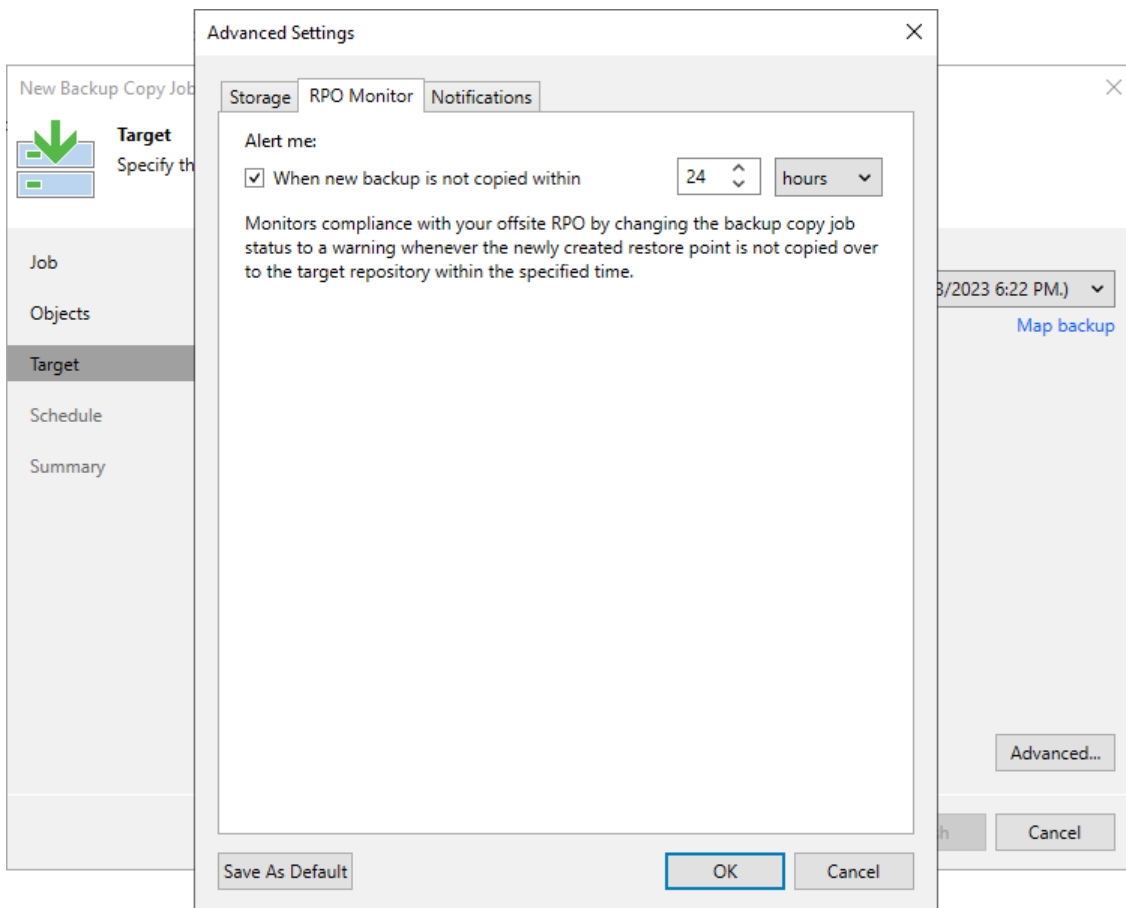 Advanced Settings
New Backup Copy Job
Target
Specify th
Storage
RPO Monitor
Notifications
Alert me:
When new backup is not copied within
24
hours
Monitors compliance with your offsite RPO by changing the backup copy job
status to a warning whenever the newly created restore point is not copied over
to the target repository within the specified time.
Job
Objects
Target
Schedule
Summary
3/2023 6:22 PM.)
Map backup
Advanced...
Cancel
Save As Default
OK
Cancel